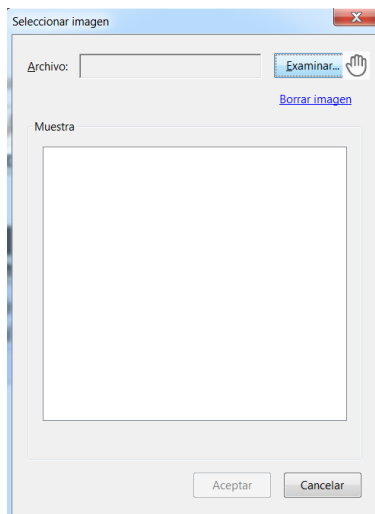 Seleccionar imagen
Archivo: Examinar...
Borrar imagen
Muestra
Aceptar Cancelar